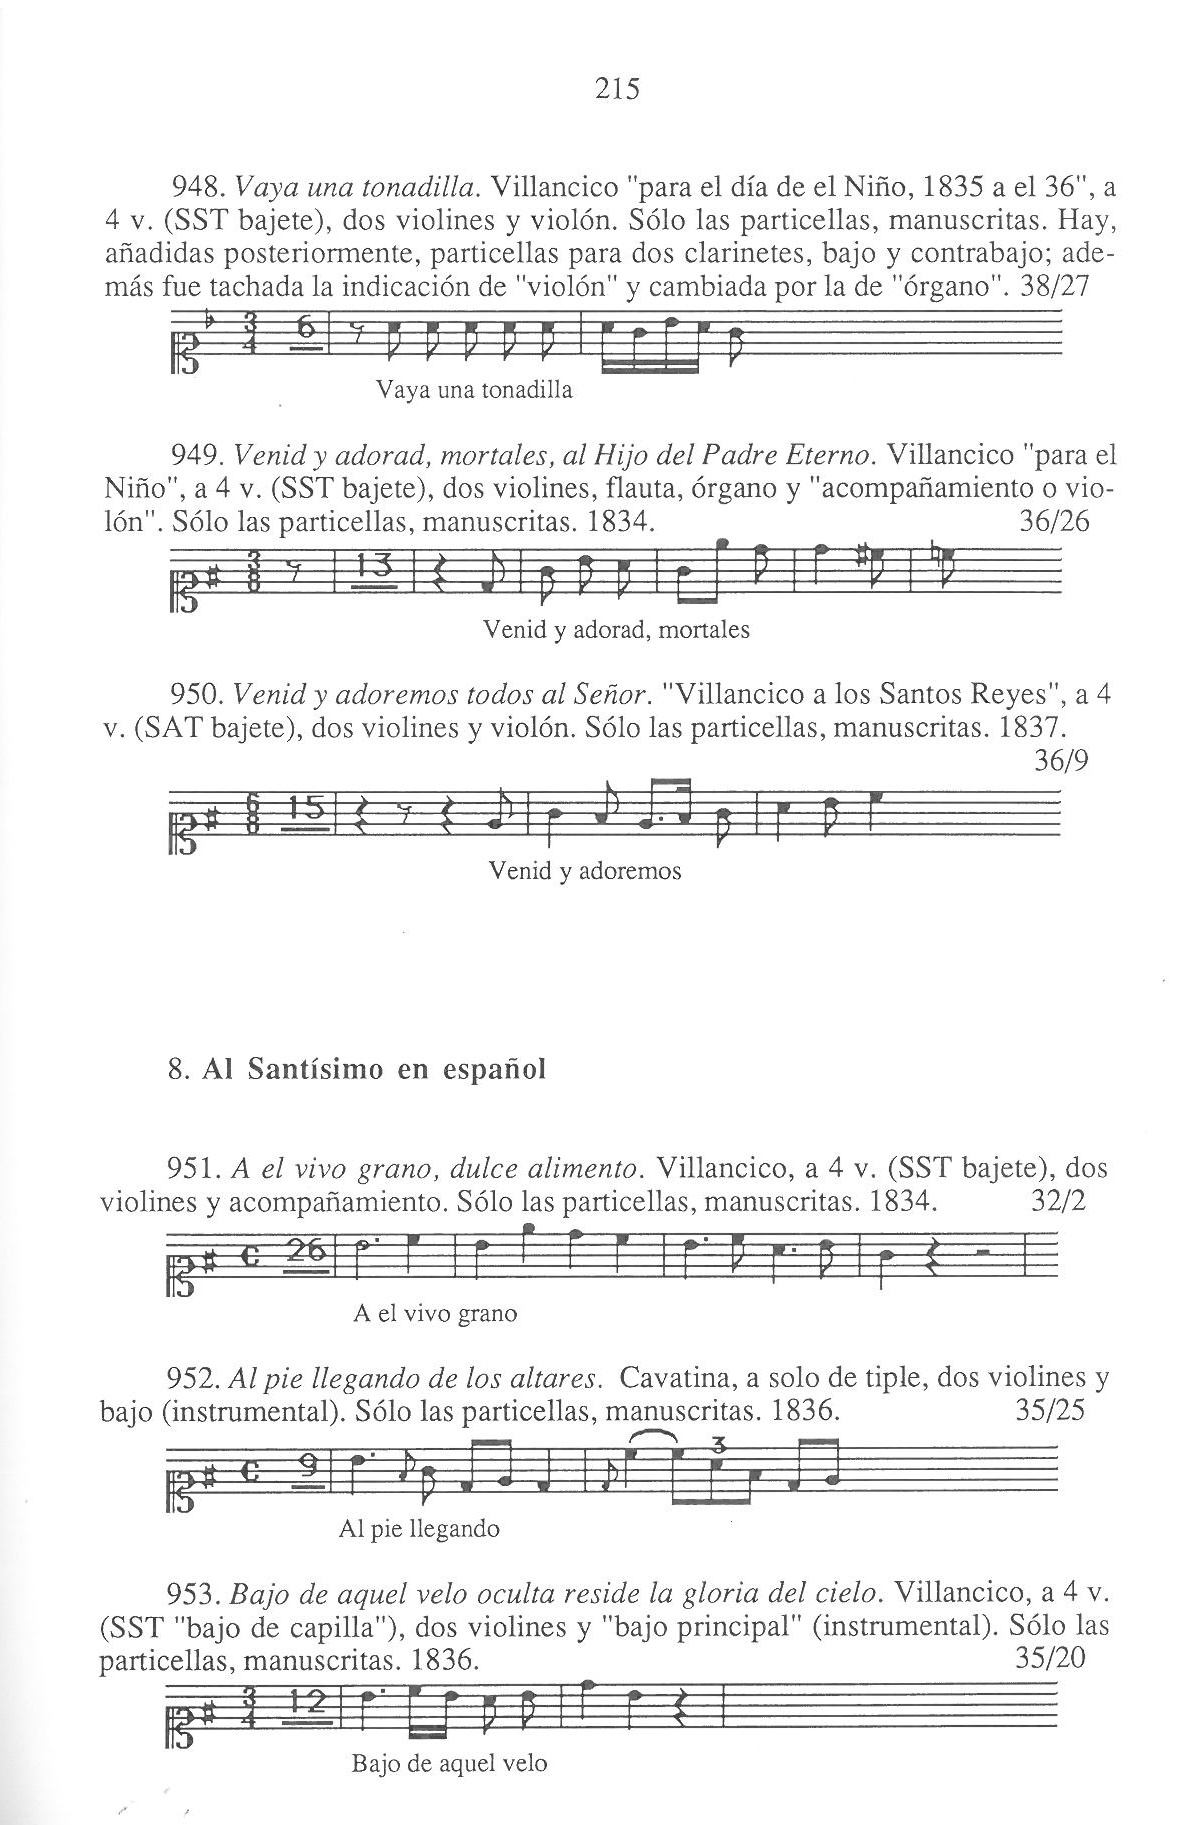 215
948. Vaya una tonadilla. Villancico "para el día de el Niño, 1835 a el 36", a
4 v. (SST bajete), dos violines y violón. Sólo las particellas, manuscritas. Hay,
añadidas posteriormente, particellas para dos clarinetes, bajo y contrabajo; ade-
más fue tachada la indicación de "violón" y cambiada por la de "órgano". 38/27
3 4 6
Vaya una tonadilla
949. Venid y adorad, mortales, al Hijo del Padre Eterno. Villancico "para el
Niño", a 4 v. (SST bajete), dos violines, flauta, órgano y "acompañamiento o vio-
lón". Sólo las particellas, manuscritas. 1834. 36/26
3 8 13
Venid y adorad, mortales
950. Venid y adoremos todos al Señor. "Villancico a los Santos Reyes", a 4
v. (SAT bajete), dos violines y violón. Sólo las particellas, manuscritas. 1837.
36/9
6 8 15
Venid y adoremos
8. Al Santísimo en español
951. A el vivo grano, dulce alimento. Villancico, a 4 v. (SST bajete), dos
violines y acompañamiento. Sólo las particellas, manuscritas. 1834. 32/2
26
A el vivo grano
952. Al pie llegando de los altares. Cavatina, a solo de tiple, dos violines y
bajo (instrumental). Sólo las particellas, manuscritas. 1836. 35/25
9 3
Al pie llegando
953. Bajo de aquel velo oculta reside la gloria del cielo. Villancico, a 4 v.
(SST "bajo de capilla"), dos violines y "bajo principal" (instrumental). Sólo las
particellas, manuscritas. 1836. 35/20
3 4 12
Bajo de aquel velo